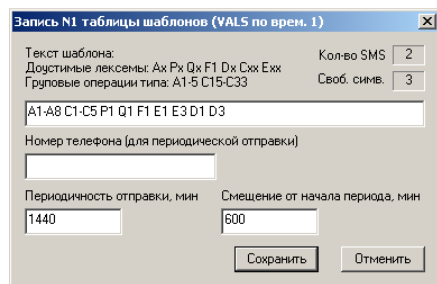 Запись N1 таблицы шаблонов (VALS по врем. 1)
Текст шаблона:
Доустимые лексемы: Ax Px Qx F1 Dx Cxx Exx
Груповые операции типа: A1-5 C15-C33
Кол-во SMS 2
Своб. симв. 3
A1-A8 C1-C5 P1 Q1 F1 E1 E3 D1 D3
Номер телефона (для периодической отправки)
Периодичность отправки, мин Смещение от начала периода, мин
1440 600
Сохранить Отменить